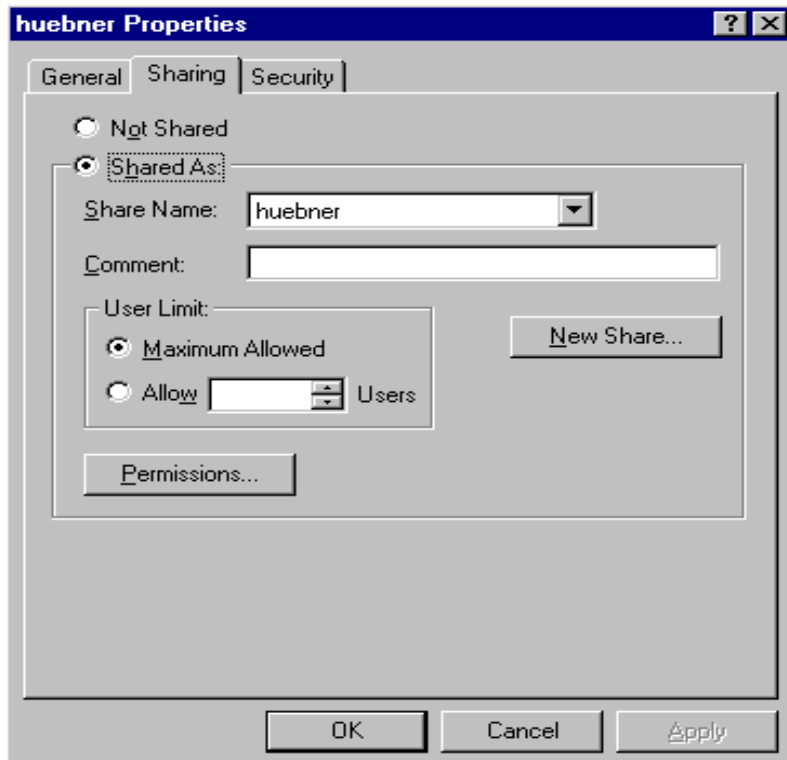 huebner Properties
General Sharing Security
Not Shared
Shared As:
Share Name: huebner
Comment:
User Limit:
Maximum Allowed
New Share...
Allow Users
Permissions...
OK Cancel Apply